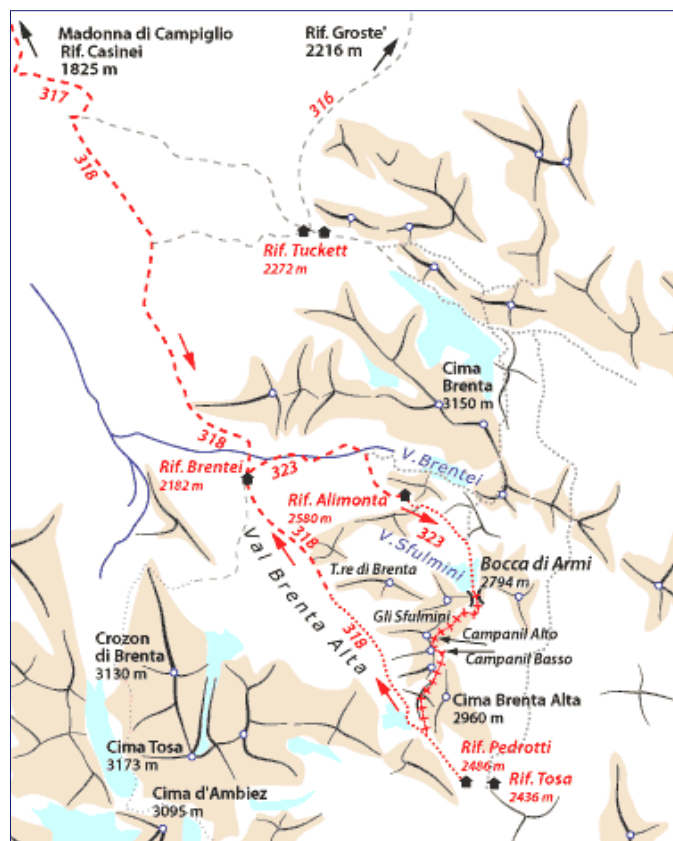 Madonna di Campiglio
Rif. Casinei
1825 m
Rif. Groste'
2216 m
317
316
318
Rif. Tuckett
2272 m
Cima
Brenta
3150 m
318
323
V.Brentei
Rif. Brentei
2182 m
Rif. Alimonta
2580 m
318
323
V.Sfulmini
Bocca di Armi
2794 m
T.re di Brenta
Val Brenta Alta
Gli Sfulmini
318
Campanil Alto
Campanil Basso
Crozon
di Brenta
3130 m
Cima Brenta Alta
2960 m
Cima Tosa
3173 m
Rif. Pedrotti
2486 m
Rif. Tosa
2436 m
Cima d'Ambiez
3095 m